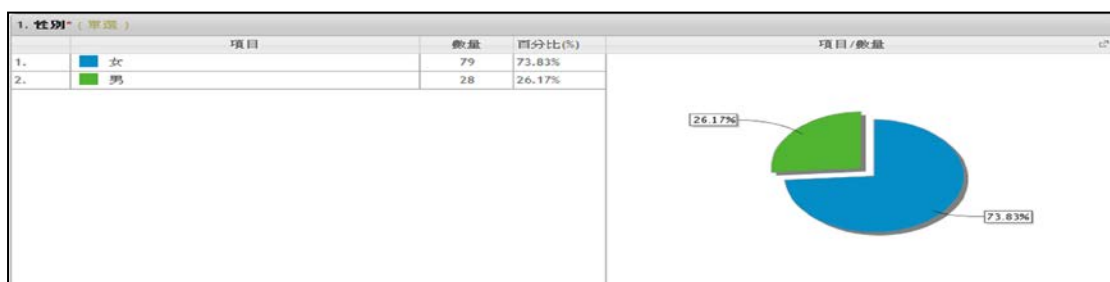 1. 性別* ( 單選 )
項目 數量 百分比(%) 項目/數量
1. 女 79 73.83%
2. 男 28 26.17%
26.17%
73.83%